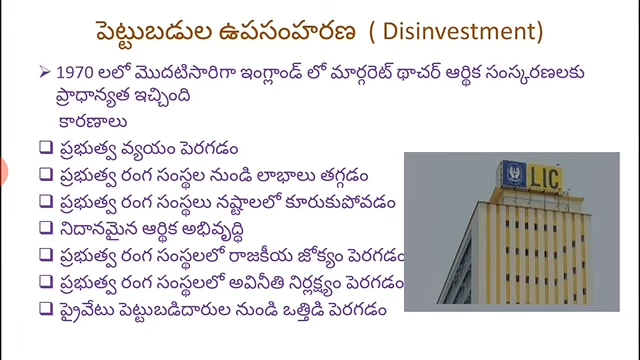 పెట్టుబడుల ఉపసంహరణ ( Disinvestment)
➢ 1970 లలో మొదటిసారిగా ఇంగ్లాండ్ లో మార్గరెట్ థాచర్ ఆర్థిక సంస్కరణలకు
ప్రాధాన్యత ఇచ్చింది
కారణాలు
❑ ప్రభుత్వ వ్యయం పెరగడం
❑ ప్రభుత్వ రంగ సంస్థల నుండి లాభాలు తగ్గడం
❑ ప్రభుత్వ రంగ సంస్థలు నష్టాలలో కూరుకుపోవడం
❑ నిదానమైన ఆర్థిక అభివృద్ధి
❑ ప్రభుత్వ రంగ సంస్థలలో రాజకీయ జోక్యం పెరగడం
❑ ప్రభుత్వ రంగ సంస్థలలో అవినీతి నిర్లక్ష్యం పెరగడం
❑ ప్రైవేటు పెట్టుబడిదారుల నుండి ఒత్తిడి పెరగడం
LIC